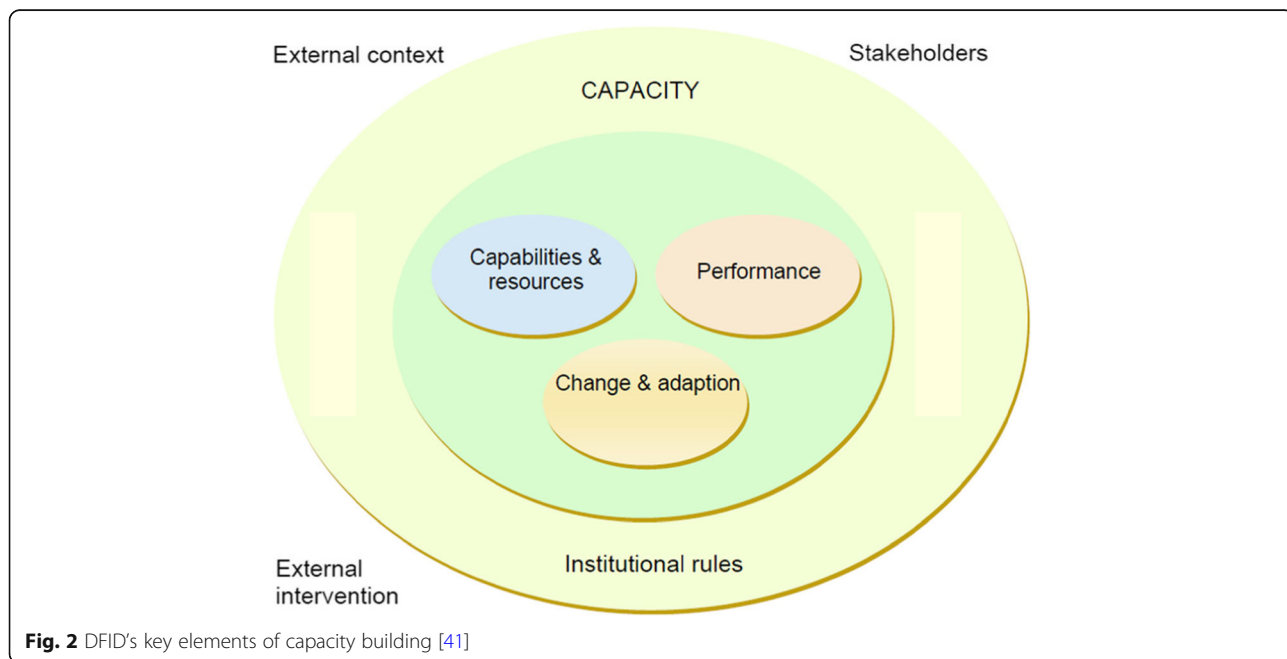 External context
Stakeholders
CAPACITY
Capabilities &
resources
Performance
Change & adaption
Institutional rules
External
intervention
Fig. 2 DFID's key elements of capacity building [41]